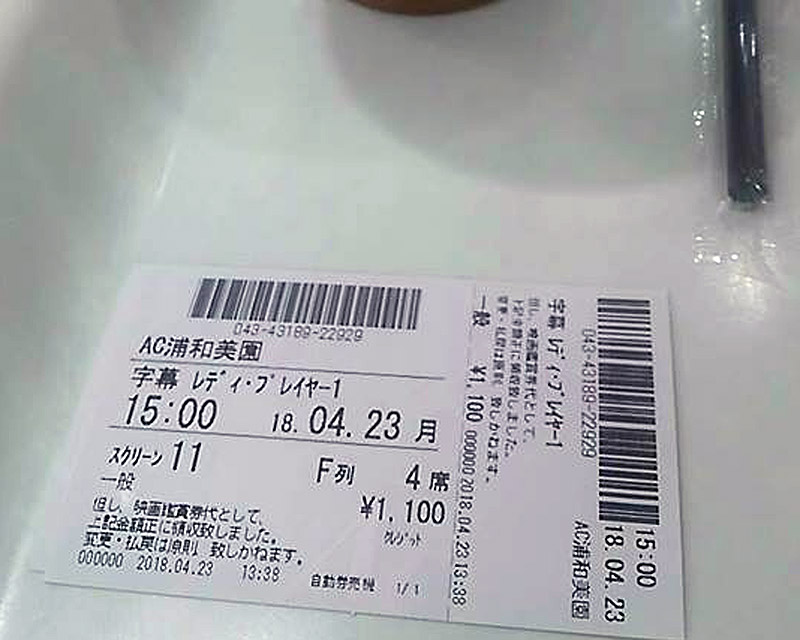 043-43189-22929
AC浦和美園
字幕 レディ・プレイヤー1
15:00 18.04.23 月
スクリーン 11 F列 4席
一般 ¥1,100
クレジット
但し、映画鑑賞券代として、
上記金額正に領収致しました。
変更・払戻は原則 致しかねます。
000000 2018.04.23 13:38 自動券売機 1/1
15:00 18.04.23
AC浦和美園
043-43189-22929
字幕 レディ・プレイヤー1
但し、映画鑑賞券代として、
上記金額正に領収致しました。
変更・払戻は原則 致しかねます。
一般 ¥1,100 000000 2018.04.23 13:38